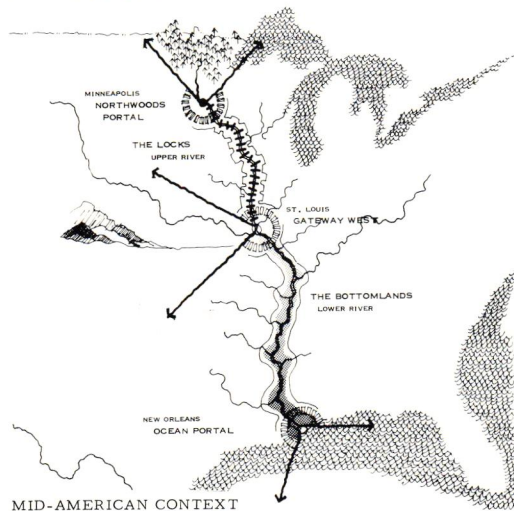 MINNEAPOLIS
NORTHWOODS
PORTAL
THE LOCKS
UPPER RIVER
ST. LOUIS
GATEWAY WEST
THE BOTTOMLANDS
LOWER RIVER
NEW ORLEANS
OCEAN PORTAL
MID-AMERICAN CONTEXT